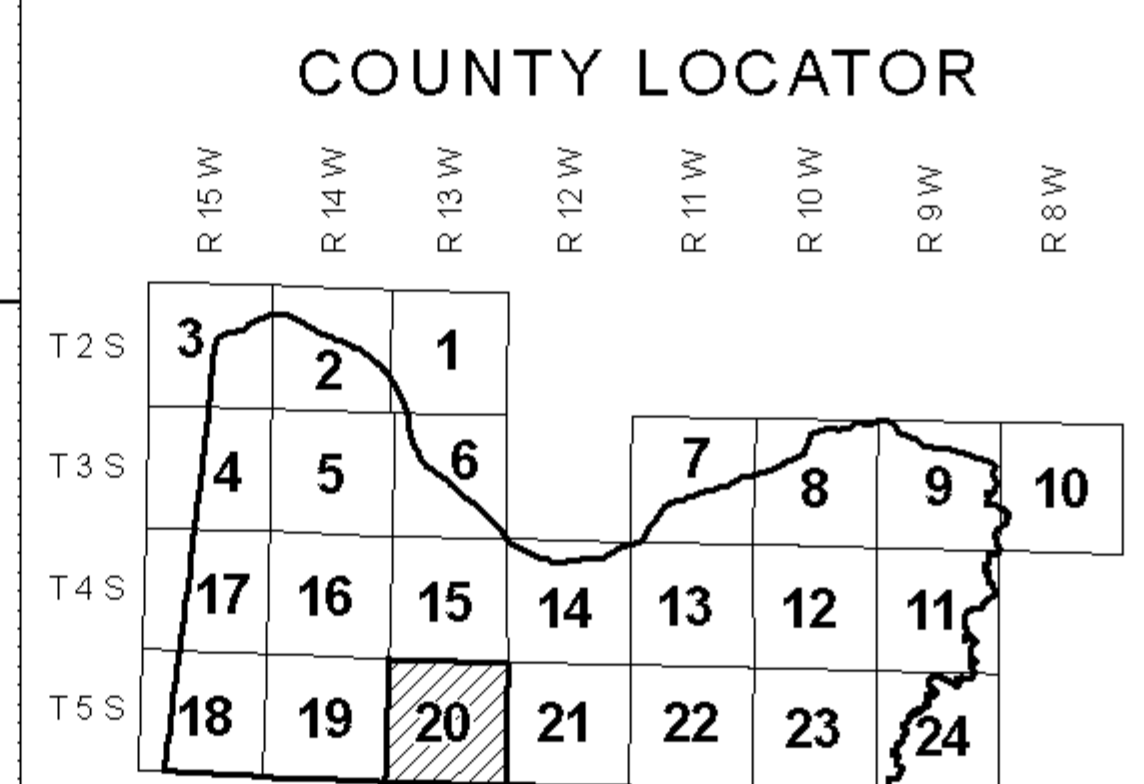 COUNTY LOCATOR
R 15 W R 14 W R 13 W R 12 W R 11 W R 10 W R 9 W R 8 W
T 2 S 3 2 1
T 3 S 4 5 6 7 8 9 10
T 4 S 17 16 15 14 13 12 11
T 5 S 18 19 20 21 22 23 24